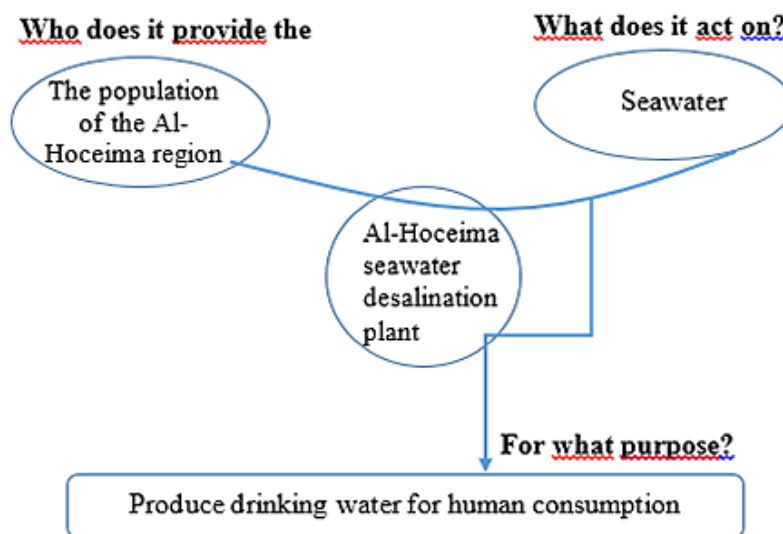 Who does it provide the
What does it act on?
The population
of the Al-
Hoceima region
Seawater
Al-Hoceima
seawater
desalination
plant
For what purpose?
Produce drinking water for human consumption